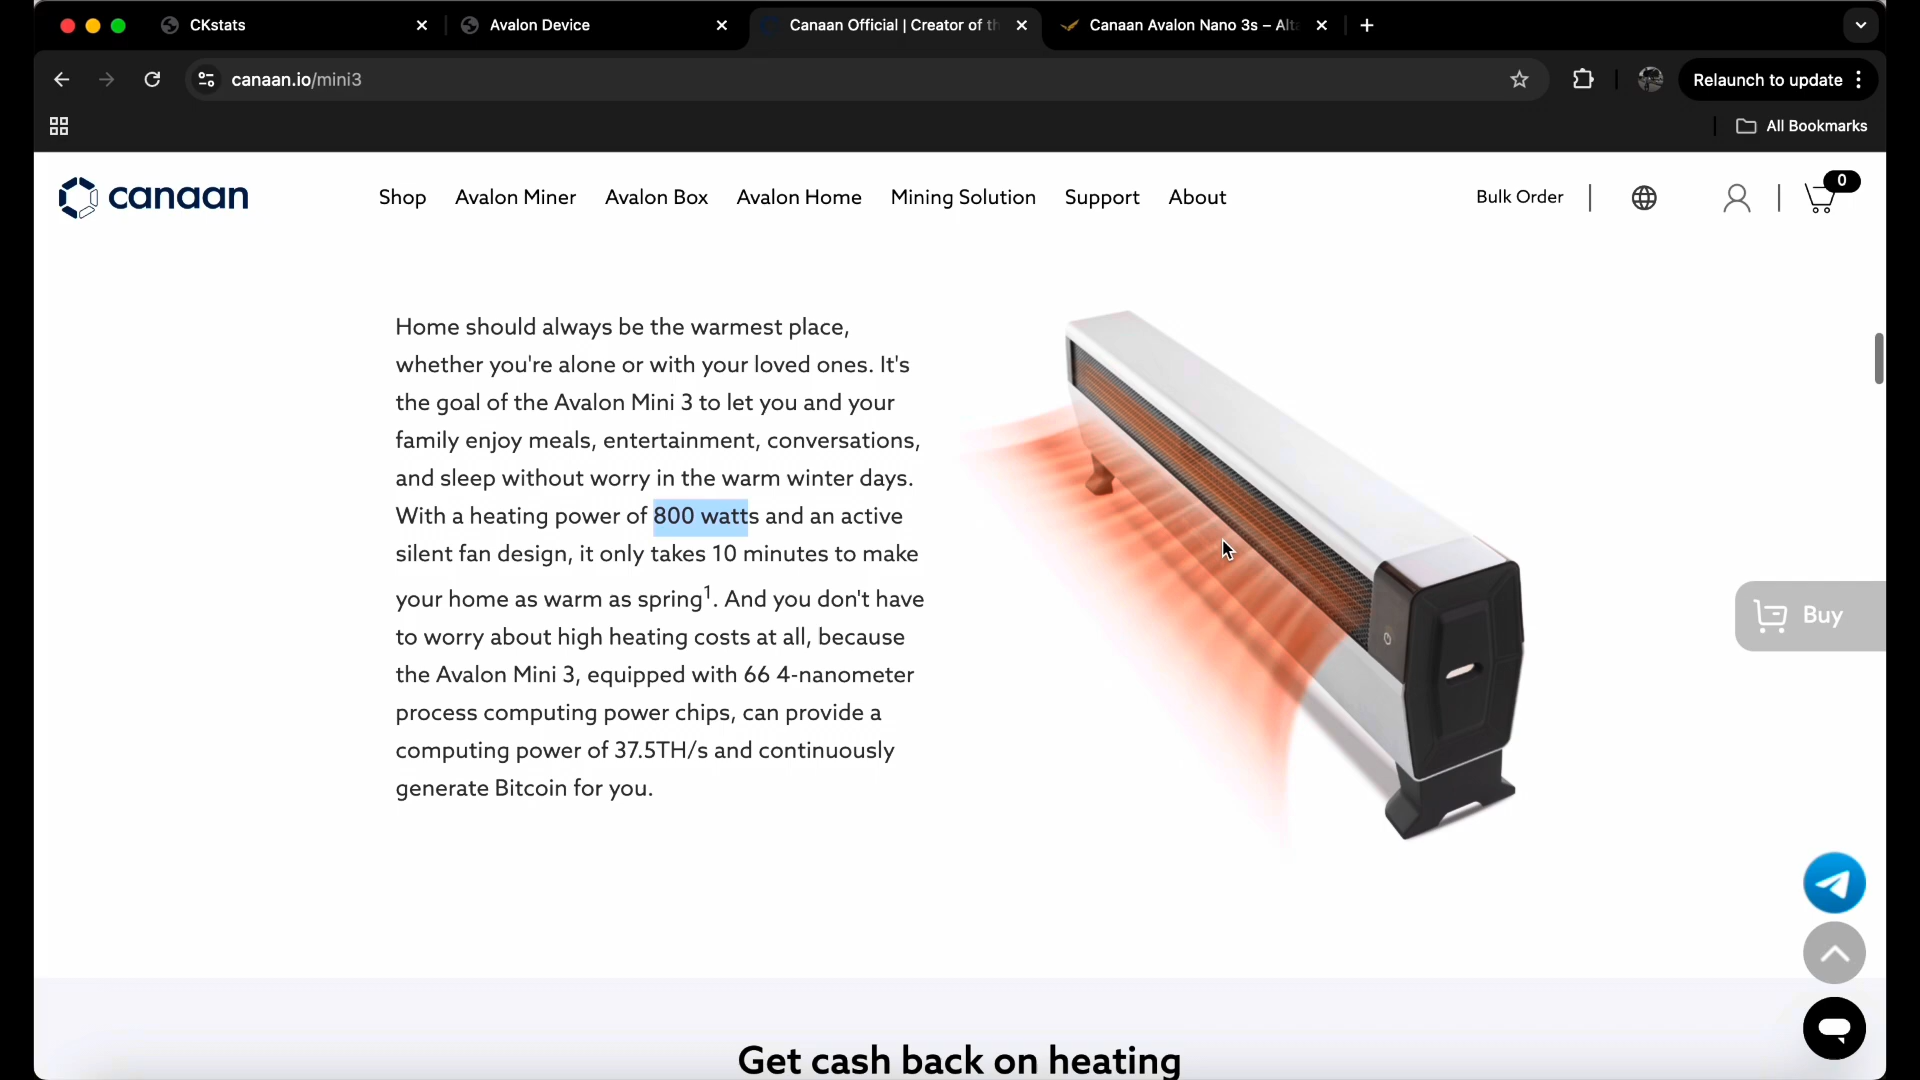 CKstats
Avalon Device
Canaan Official | Creator of th
Canaan Avalon Nano 3s – Alt
canaan.io/mini3
Relaunch to update
All Bookmarks
canaan
Shop
Avalon Miner
Avalon Box
Avalon Home
Mining Solution
Support
About
Bulk Order
0
Home should always be the warmest place,
whether you're alone or with your loved ones. It's
the goal of the Avalon Mini 3 to let you and your
family enjoy meals, entertainment, conversations,
and sleep without worry in the warm winter days.
With a heating power of 800 watts and an active
silent fan design, it only takes 10 minutes to make
your home as warm as spring1. And you don't have
to worry about high heating costs at all, because
the Avalon Mini 3, equipped with 66 4-nanometer
process computing power chips, can provide a
computing power of 37.5TH/s and continuously
generate Bitcoin for you.
Buy
Get cash back on heating